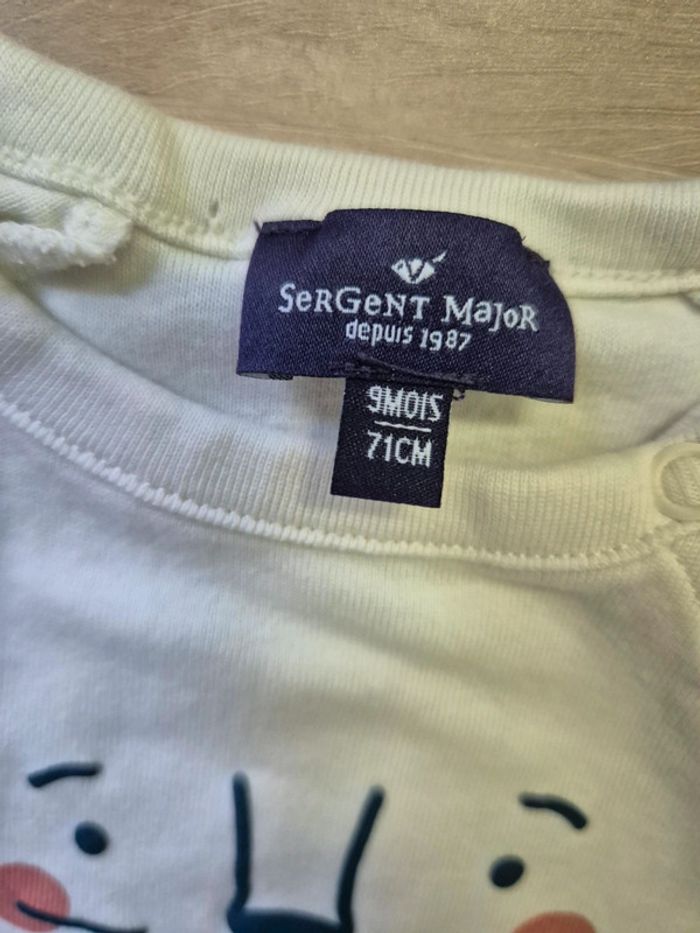 SerGeNT MaJoR
depuis 1987
9MOIS
71CM